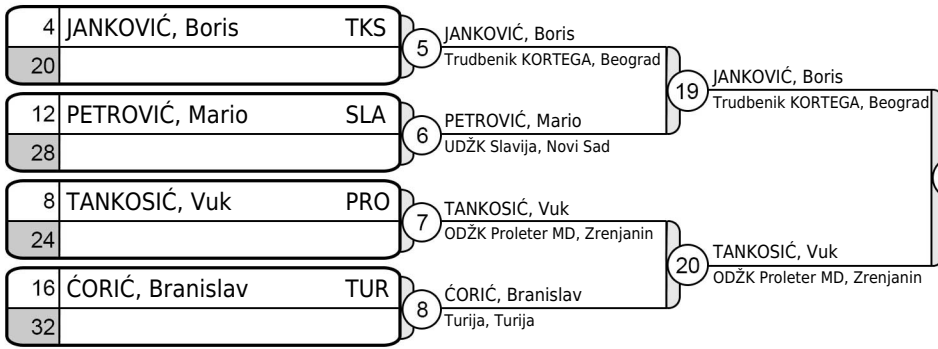 4 JANKOVIĆ, Boris TKS
20
5
JANKOVIĆ, Boris
Trudbenik KORTEGA, Beograd
12 PETROVIĆ, Mario SLA
28
6
PETROVIĆ, Mario
UDŽK Slavija, Novi Sad
19
JANKOVIĆ, Boris
Trudbenik KORTEGA, Beograd
8 TANKOSIĆ, Vuk PRO
24
7
TANKOSIĆ, Vuk
ODŽK Proleter MD, Zrenjanin
16 ĆORIĆ, Branislav TUR
32
8
ĆORIĆ, Branislav
Turija, Turija
20
TANKOSIĆ, Vuk
ODŽK Proleter MD, Zrenjanin